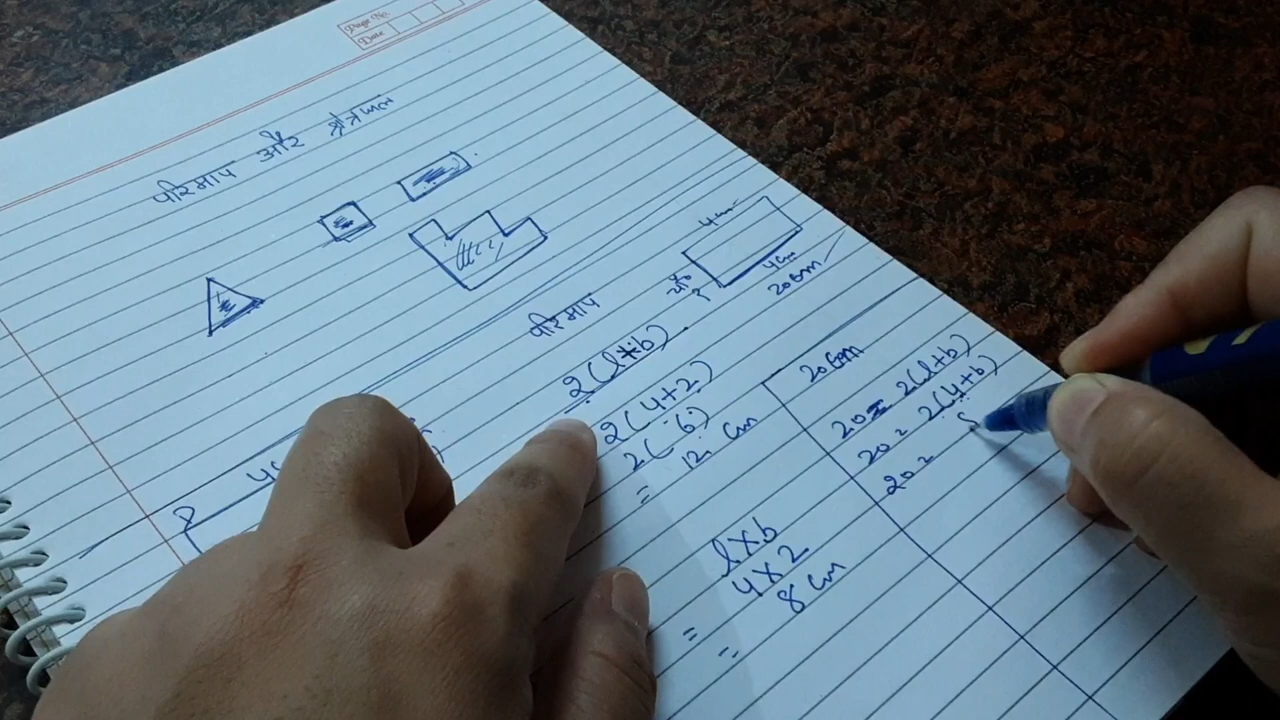 Page No.
Date
परिमाप और क्षेत्रफल
4cm
4cm
20cm
परिमाप
2(l+b)
2(4+2)
2(6)
= 12 cm
l×b
= 4×2
= 8 cm
20cm
20 = 2(l+b)
20 = 2(4+b)
20 =